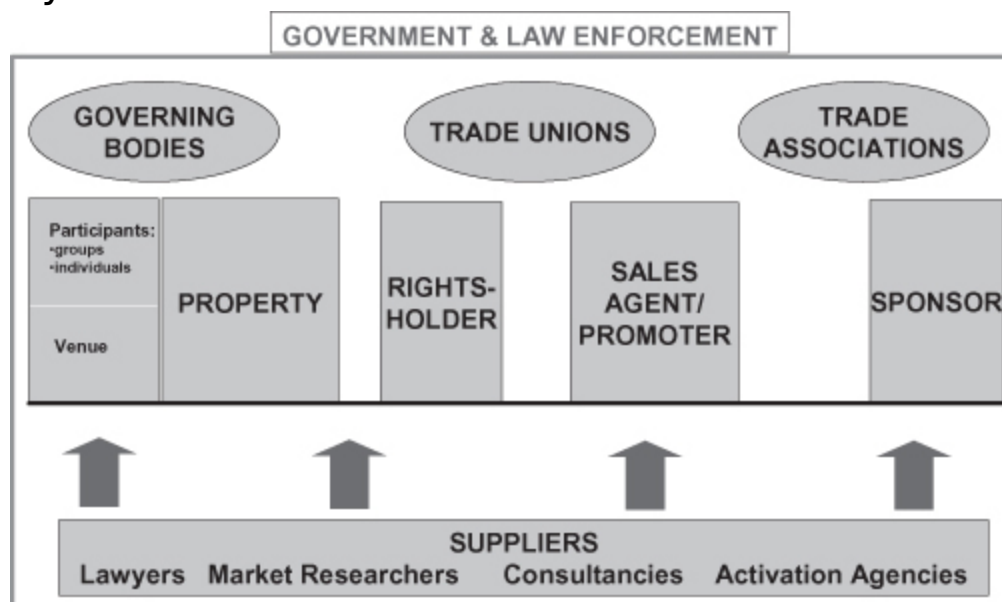 GOVERNMENT & LAW ENFORCEMENT
GOVERNING
BODIES
TRADE UNIONS
TRADE
ASSOCIATIONS
Participants:
•groups
•individuals
Venue
PROPERTY
RIGHTS-
HOLDER
SALES
AGENT/
PROMOTER
SPONSOR
SUPPLIERS
Lawyers Market Researchers Consultancies Activation Agencies